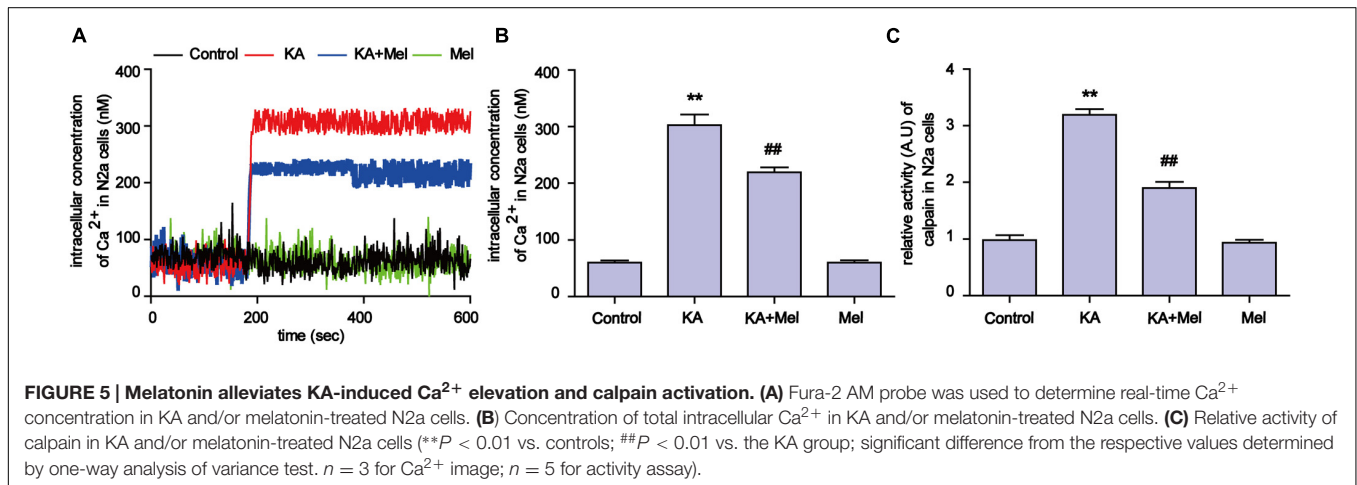 A
Control KA KA+Mel Mel
intracellular concentration
of Ca2+ in N2a cells (nM)
400
300
200
100
0
0 200 400 600
time (sec)
B
intracellular concentration
of Ca2+ in N2a cells (nM)
400
300
200
100
0
**
##
Control KA KA+Mel Mel
C
relative activity (A.U) of
calpain in N2a cells
4
3
2
1
0
**
##
Control KA KA+Mel Mel
FIGURE 5 | Melatonin alleviates KA-induced Ca2+ elevation and calpain activation. (A) Fura-2 AM probe was used to determine real-time Ca2+
concentration in KA and/or melatonin-treated N2a cells. (B) Concentration of total intracellular Ca2+ in KA and/or melatonin-treated N2a cells. (C) Relative activity of
calpain in KA and/or melatonin-treated N2a cells (**P < 0.01 vs. controls; ##P < 0.01 vs. the KA group; significant difference from the respective values determined
by one-way analysis of variance test. n = 3 for Ca2+ image; n = 5 for activity assay).